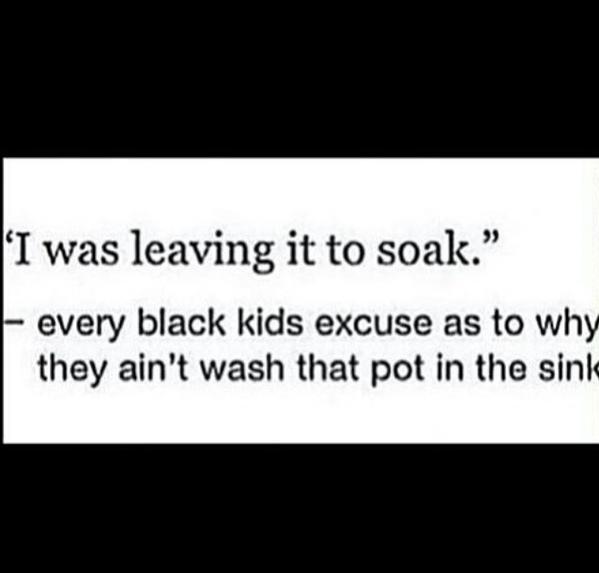 ‘I was leaving it to soak.”
– every black kids excuse as to why
they ain't wash that pot in the sink